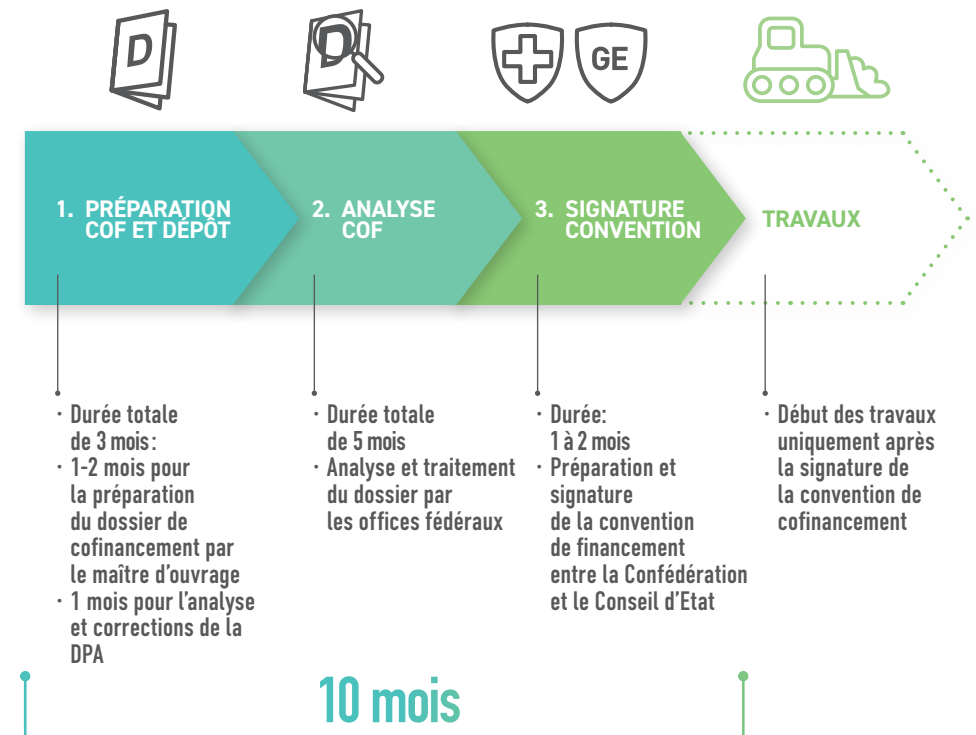 D
D
GE
1. PRÉPARATION
COF ET DÉPÔT
2. ANALYSE
COF
3. SIGNATURE
CONVENTION
TRAVAUX
· Durée totale
de 3 mois:
· 1-2 mois pour
la préparation
du dossier de
cofinancement par
le maître d’ouvrage
· 1 mois pour l’analyse
et corrections de la
DPA
· Durée totale
de 5 mois
· Analyse et traitement
du dossier par
les offices fédéraux
· Durée:
1 à 2 mois
· Préparation et
signature
de la convention
de financement
entre la Confédération
et le Conseil d’Etat
· Début des travaux
uniquement après
la signature de
la convention de
cofinancement
10 mois